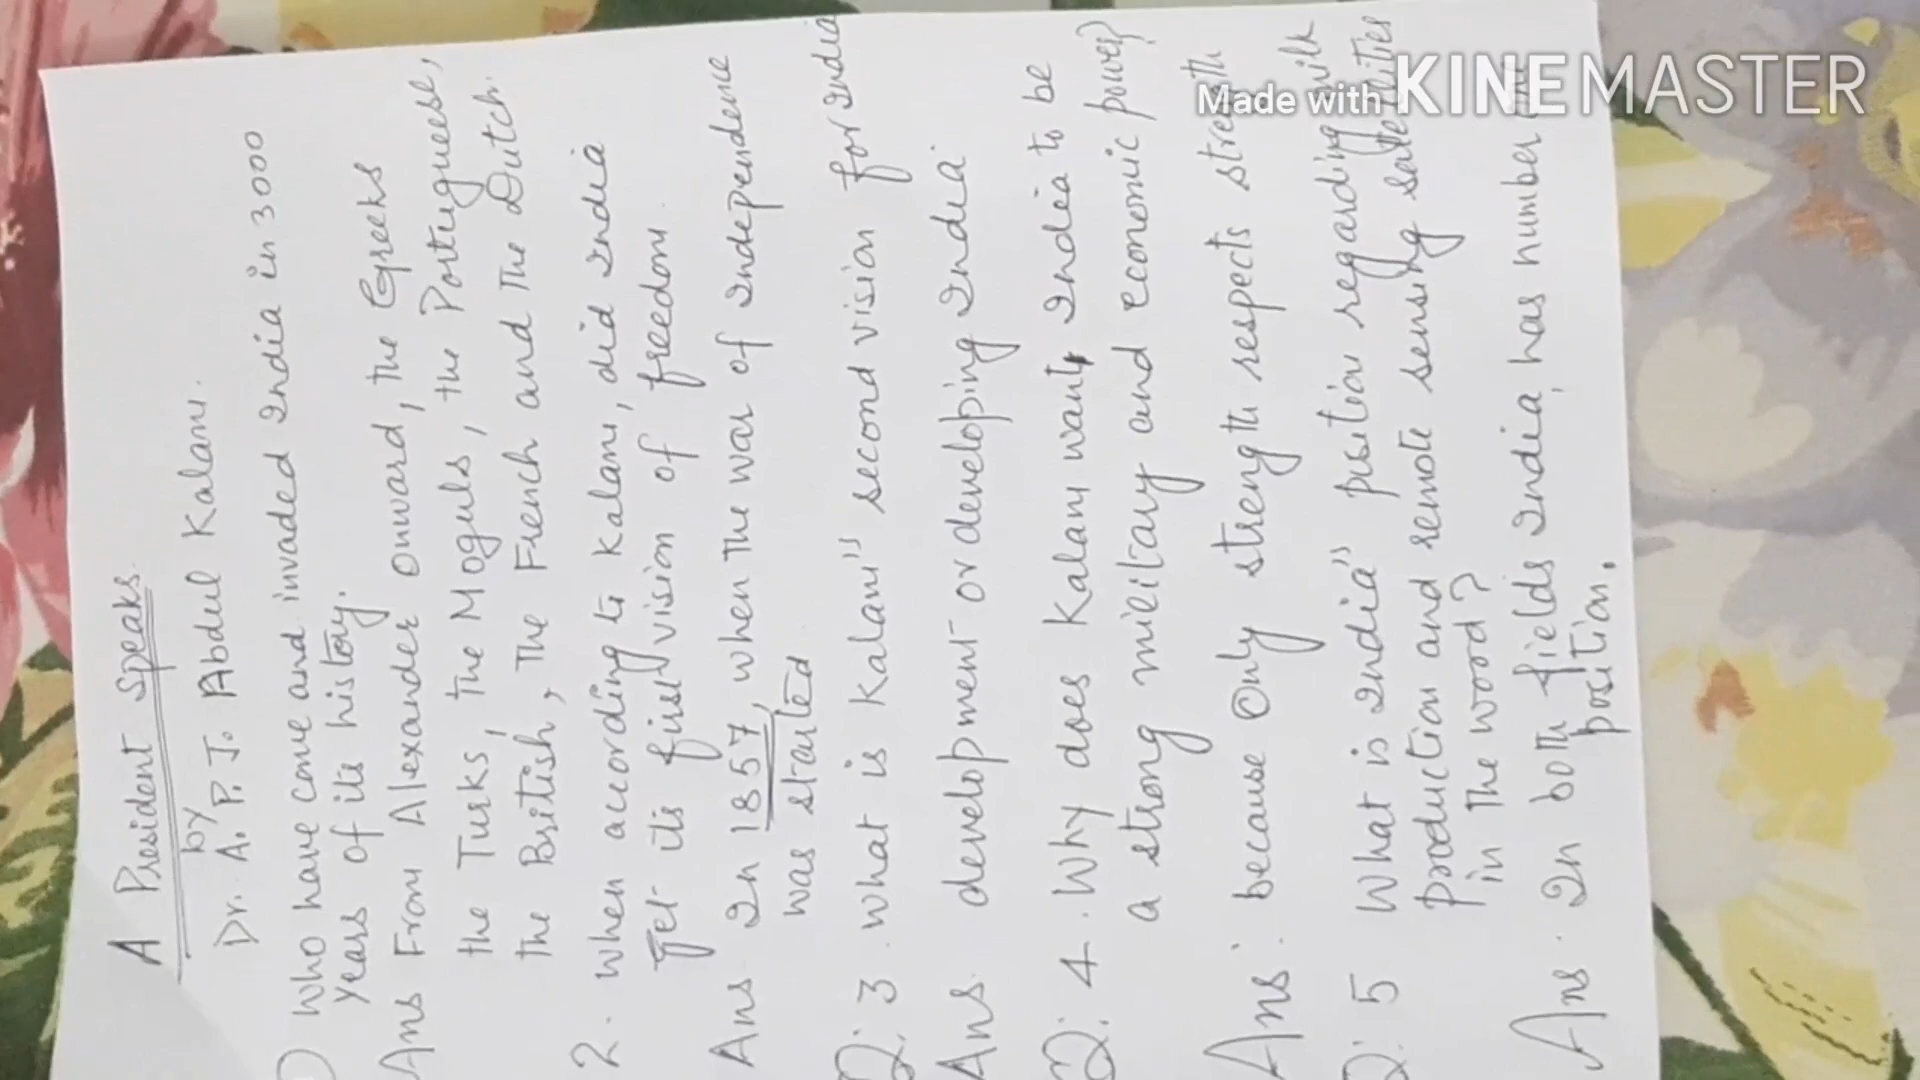 A President Speaks.
by
Dr. A. P. J. Abdul Kalam.
1) Who have come and invaded India in 3000
years of its history.
Ans From Alexander onward, the Greeks
the Turks, the Moguls, the Portugueese,
the British, the French and the Dutch.
2. When according to Kalam, did India
get its first vision of freedom.
Ans In 1857, when the war of Independence
was started
Q: 3. what is Kalam's second vision for India
Ans. development or developing India
Q: 4. Why does Kalam want, India to be
a strong military and economic power)
Ans: because Only strength respects strength
Q: 5 What is India's position regarding milk
production and remote sensing satellites
in the world?
Ans. In both fields India, has number one
position.
Made with KINEMASTER